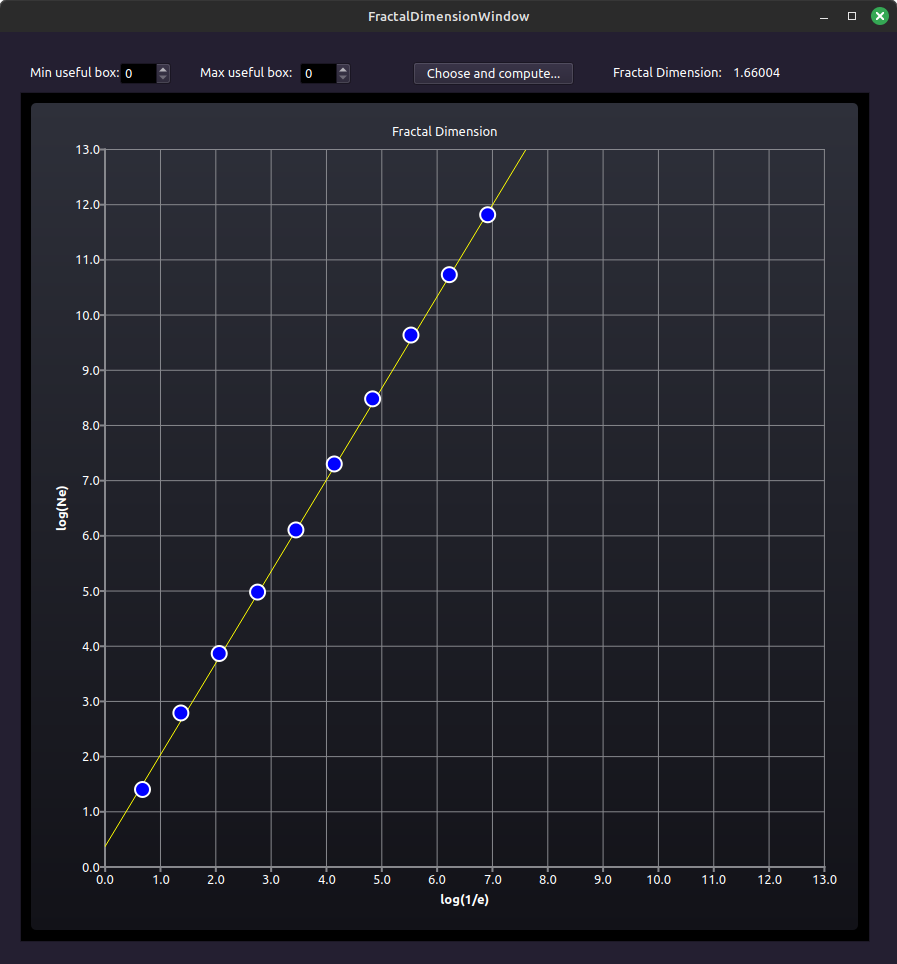 FractalDimensionWindow
Min useful box: 0 Max useful box: 0 Choose and compute... Fractal Dimension: 1.66004
Fractal Dimension
13.0
12.0
11.0
10.0
9.0
8.0
7.0
6.0
5.0
4.0
3.0
2.0
1.0
0.0
log(Ne)
0.0 1.0 2.0 3.0 4.0 5.0 6.0 7.0 8.0 9.0 10.0 11.0 12.0 13.0
log(1/e)